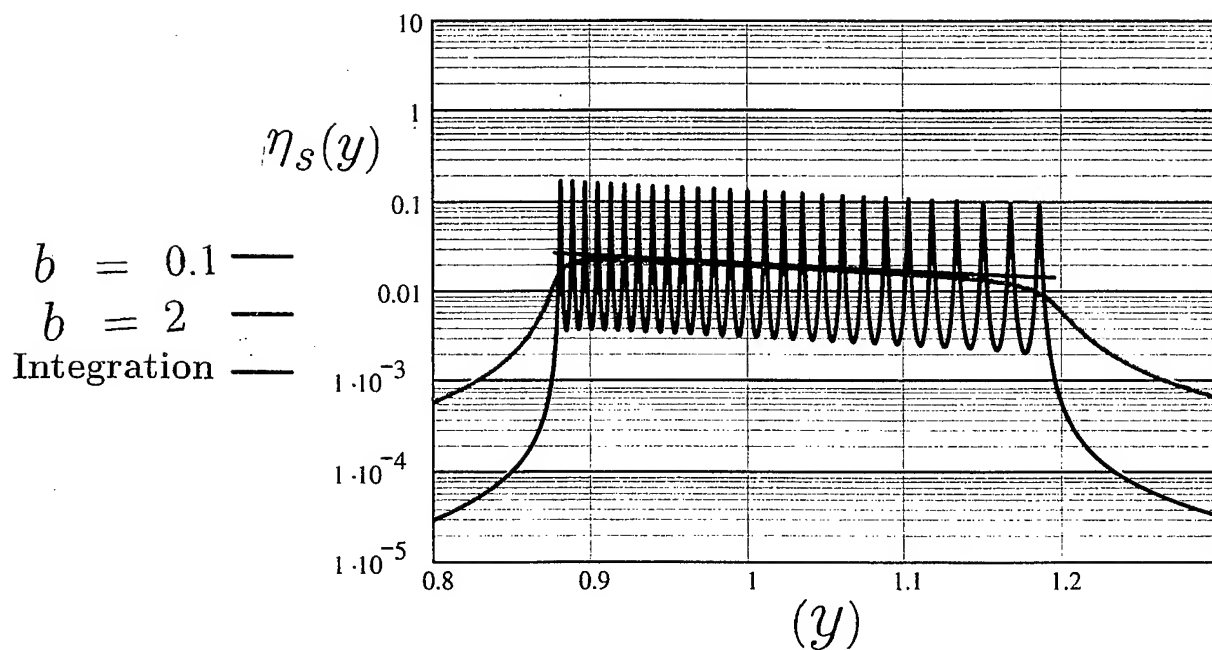 10
1
η_s(y)
0.1
b = 0.1
0.01
b = 2
Integration
1·10⁻³
1·10⁻⁴
1·10⁻⁵
0.8 0.9 1 1.1 1.2
(y)